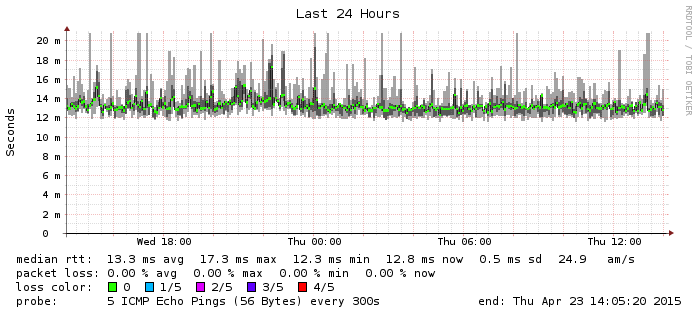 Last 24 Hours
RRDTOOL / TOBI OETIKER
Seconds
20 m
18 m
16 m
14 m
12 m
10 m
8 m
6 m
4 m
2 m
0
Wed 18:00 Thu 00:00 Thu 06:00 Thu 12:00
median rtt: 13.3 ms avg 17.3 ms max 12.3 ms min 12.8 ms now 0.5 ms sd 24.9 am/s
packet loss: 0.00 % avg 0.00 % max 0.00 % min 0.00 % now
loss color: 0 1/5 2/5 3/5 4/5
probe: 5 ICMP Echo Pings (56 Bytes) every 300s end: Thu Apr 23 14:05:20 2015